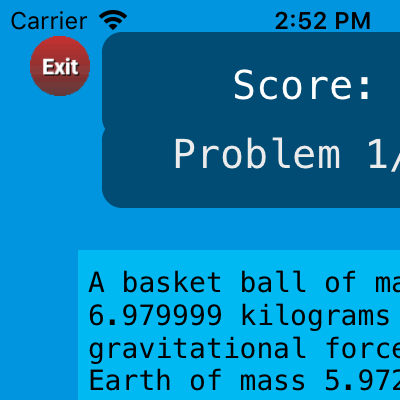 Carrier 2:52 PM
Exit
Score:
Problem 1/
A basket ball of ma
6.979999 kilograms
gravitational force
Earth of mass 5.972